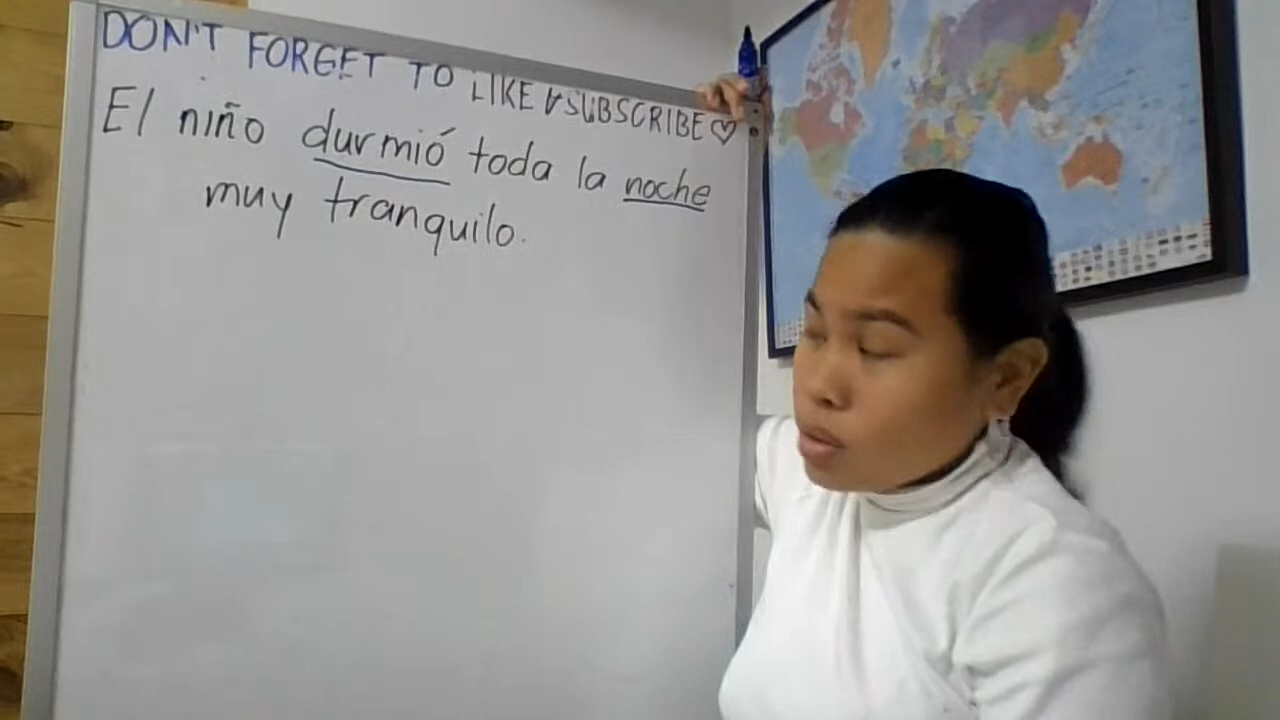 DON'T FORGET TO LIKE & SUBSCRIBE ♡
El niño durmió toda la noche
muy tranquilo.